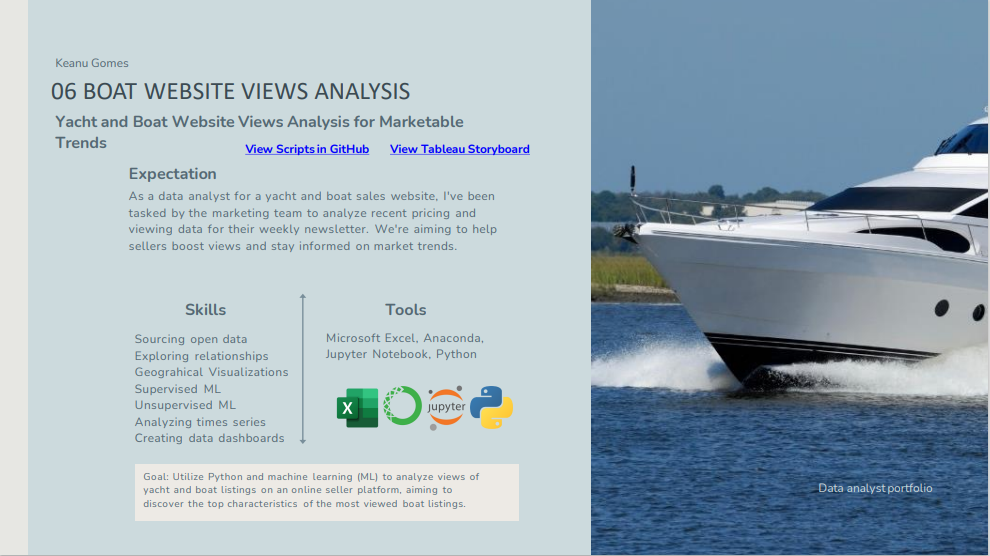 Keanu Gomes
06 BOAT WEBSITE VIEWS ANALYSIS
Yacht and Boat Website Views Analysis for Marketable
Trends
View Scripts in GitHub
View Tableau Storyboard
Expectation
As a data analyst for a yacht and boat sales website, I've been
tasked by the marketing team to analyze recent pricing and
viewing data for their weekly newsletter. We're aiming to help
sellers boost views and stay informed on market trends.
Skills
Sourcing open data
Exploring relationships
Geograhical Visualizations
Supervised ML
Unsupervised ML
Analyzing times series
Creating data dashboards
Tools
Microsoft Excel, Anaconda,
Jupyter Notebook, Python
X
jupyter
Goal: Utilize Python and machine learning (ML) to analyze views of
yacht and boat listings on an online seller platform, aiming to
discover the top characteristics of the most viewed boat listings.
Data analyst portfolio